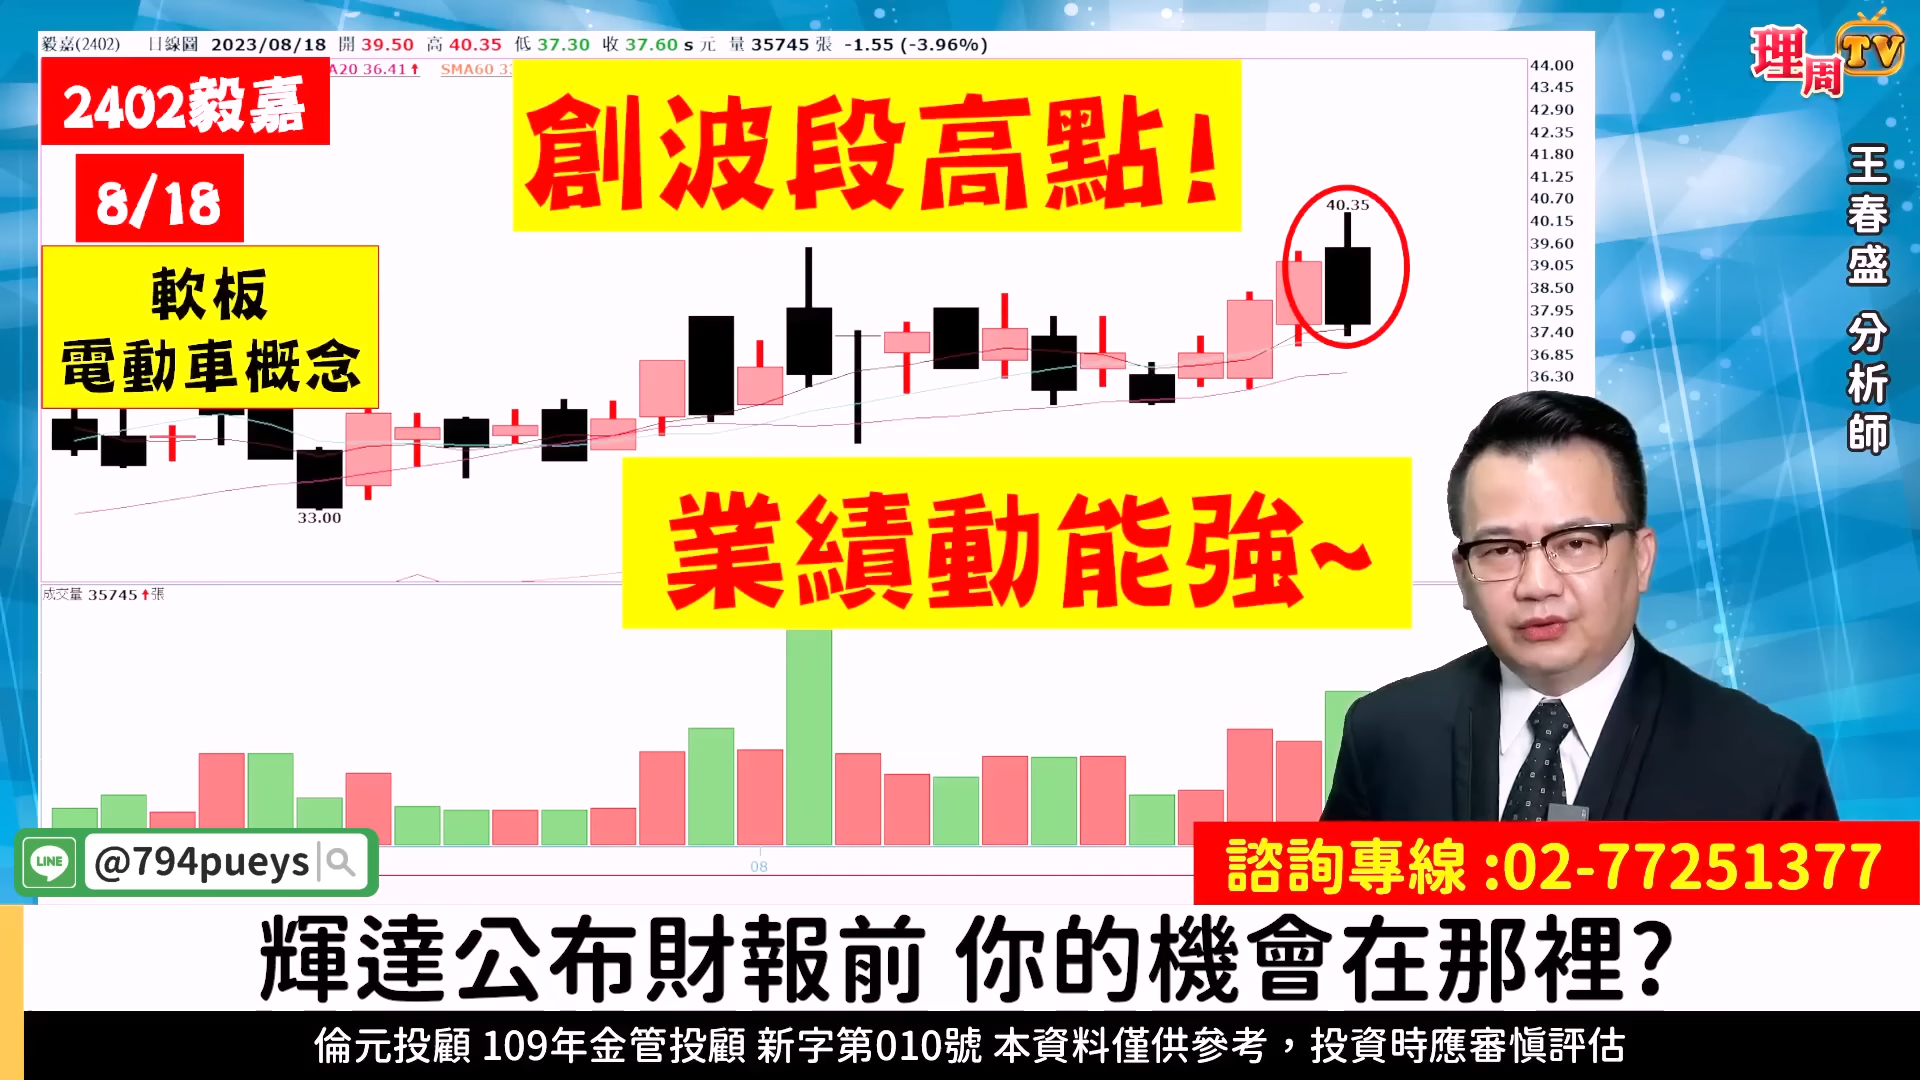 毅嘉(2402) 日線圖 2023/08/18 開 39.50 高 40.35 低 37.30 收 37.60 s 元 量 35745 張 -1.55 (-3.96%)
A20 36.41↑ SMA60
2402毅嘉
8/18
軟板
電動車概念
創波段高點!
業績動能強~
40.35
33.00
44.00
43.45
42.90
42.35
41.80
41.25
40.70
40.15
39.60
39.05
38.50
37.95
37.40
36.85
36.30
成交量 35745↑張
08
理周TV
王春盛 分析師
LINE @794pueys
諮詢專線 :02-77251377
輝達公布財報前 你的機會在那裡?
倫元投顧 109年金管投顧 新字第010號 本資料僅供參考，投資時應審慎評估